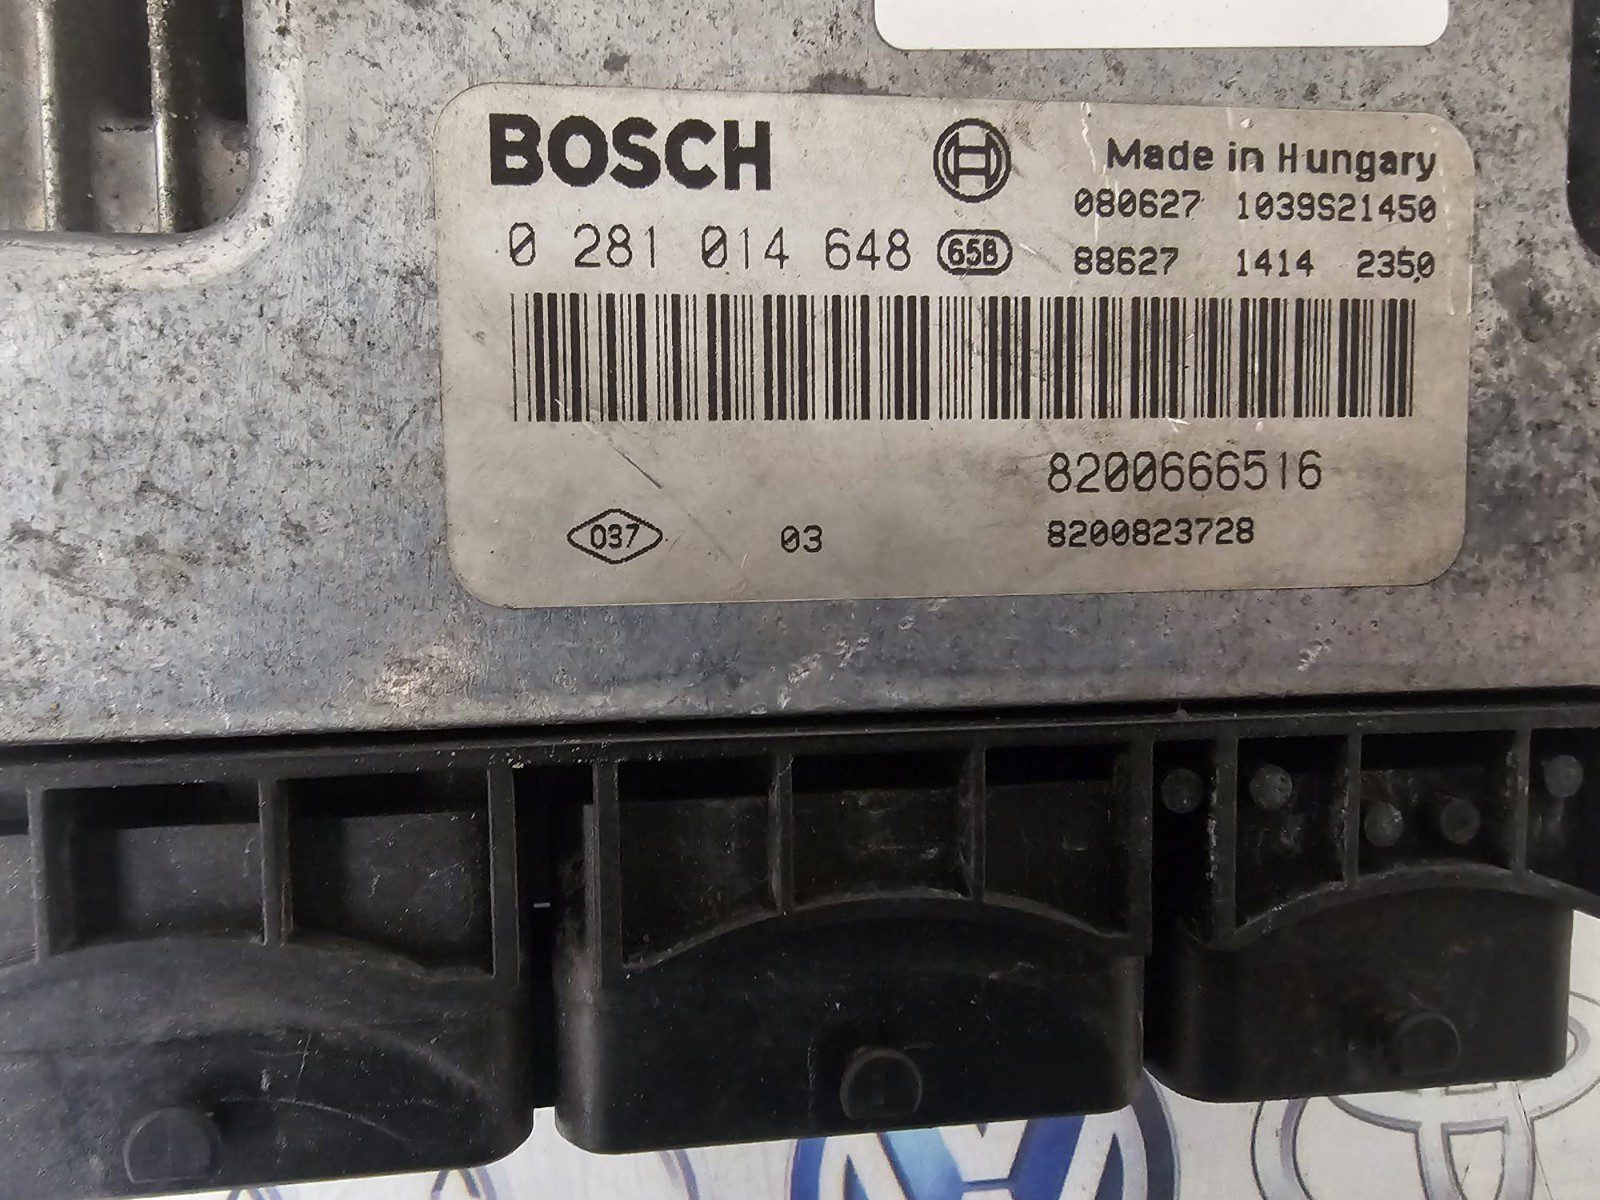 BOSCH
Made in Hungary
080627 1039S21450
0 281 014 648 658 88627 1414 2350
8200666516
037 03 8200823728